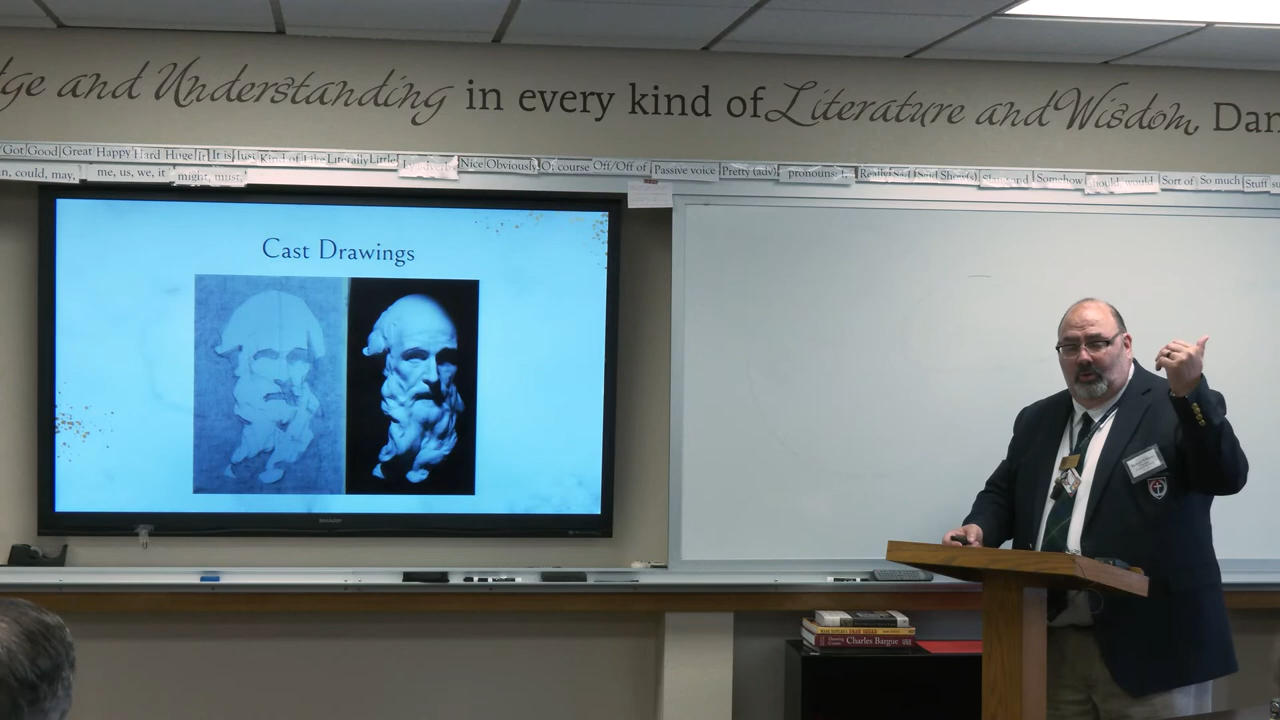 ge and Understanding in every kind of Literature and Wisdom, Dan
Got Good Great Happy Hard Huge If It is Just Kind of Like Literally Little Nice Obviously Of course Off/Off of Passive voice Pretty (adv) pronouns Really Said Somehow Should/would Sort of So much Stuff
n, could, may, me, us, we, it might, must,
Cast Drawings
SHARP
Charles Bargue